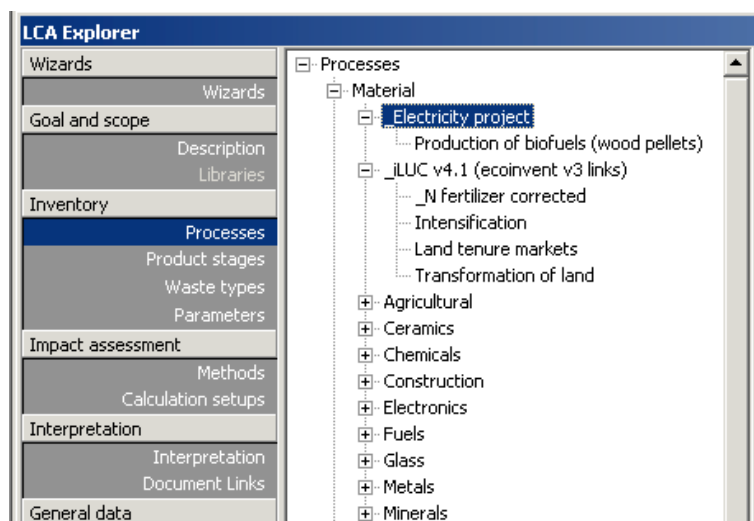 LCA Explorer
Wizards
Wizards
Goal and scope
Description
Libraries
Inventory
Processes
Product stages
Waste types
Parameters
Impact assessment
Methods
Calculation setups
Interpretation
Interpretation
Document Links
General data
Processes
Material
_Electricity project
Production of biofuels (wood pellets)
_iLUC v4.1 (ecoinvent v3 links)
_N fertilizer corrected
Intensification
Land tenure markets
Transformation of land
Agricultural
Ceramics
Chemicals
Construction
Electronics
Fuels
Glass
Metals
Minerals